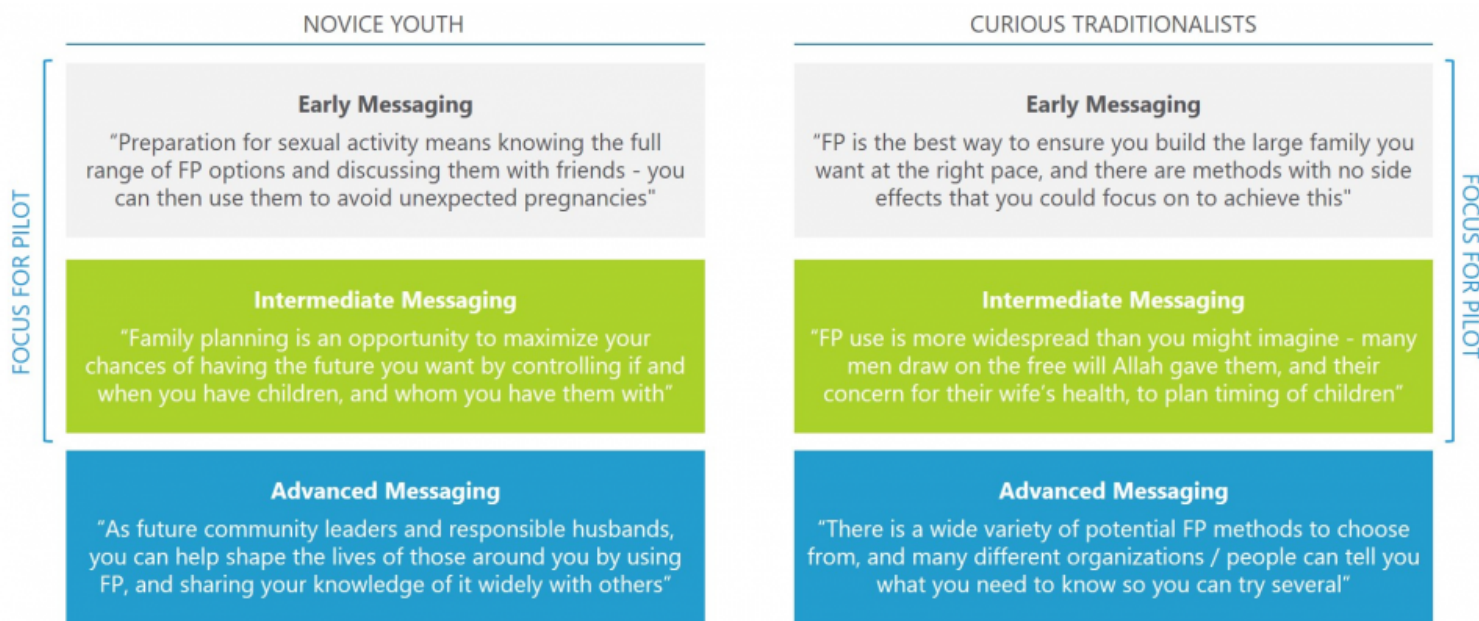 NOVICE YOUTH
FOCUS FOR PILOT
Early Messaging
“Preparation for sexual activity means knowing the full
range of FP options and discussing them with friends - you
can then use them to avoid unexpected pregnancies"
Intermediate Messaging
“Family planning is an opportunity to maximize your
chances of having the future you want by controlling if and
when you have children, and whom you have them with”
Advanced Messaging
“As future community leaders and responsible husbands,
you can help shape the lives of those around you by using
FP, and sharing your knowledge of it widely with others”
CURIOUS TRADITIONALISTS
Early Messaging
“FP is the best way to ensure you build the large family you
want at the right pace, and there are methods with no side
effects that you could focus on to achieve this"
Intermediate Messaging
“FP use is more widespread than you might imagine - many
men draw on the free will Allah gave them, and their
concern for their wife’s health, to plan timing of children”
Advanced Messaging
“There is a wide variety of potential FP methods to choose
from, and many different organizations / people can tell you
what you need to know so you can try several”
FOCUS FOR PILOT